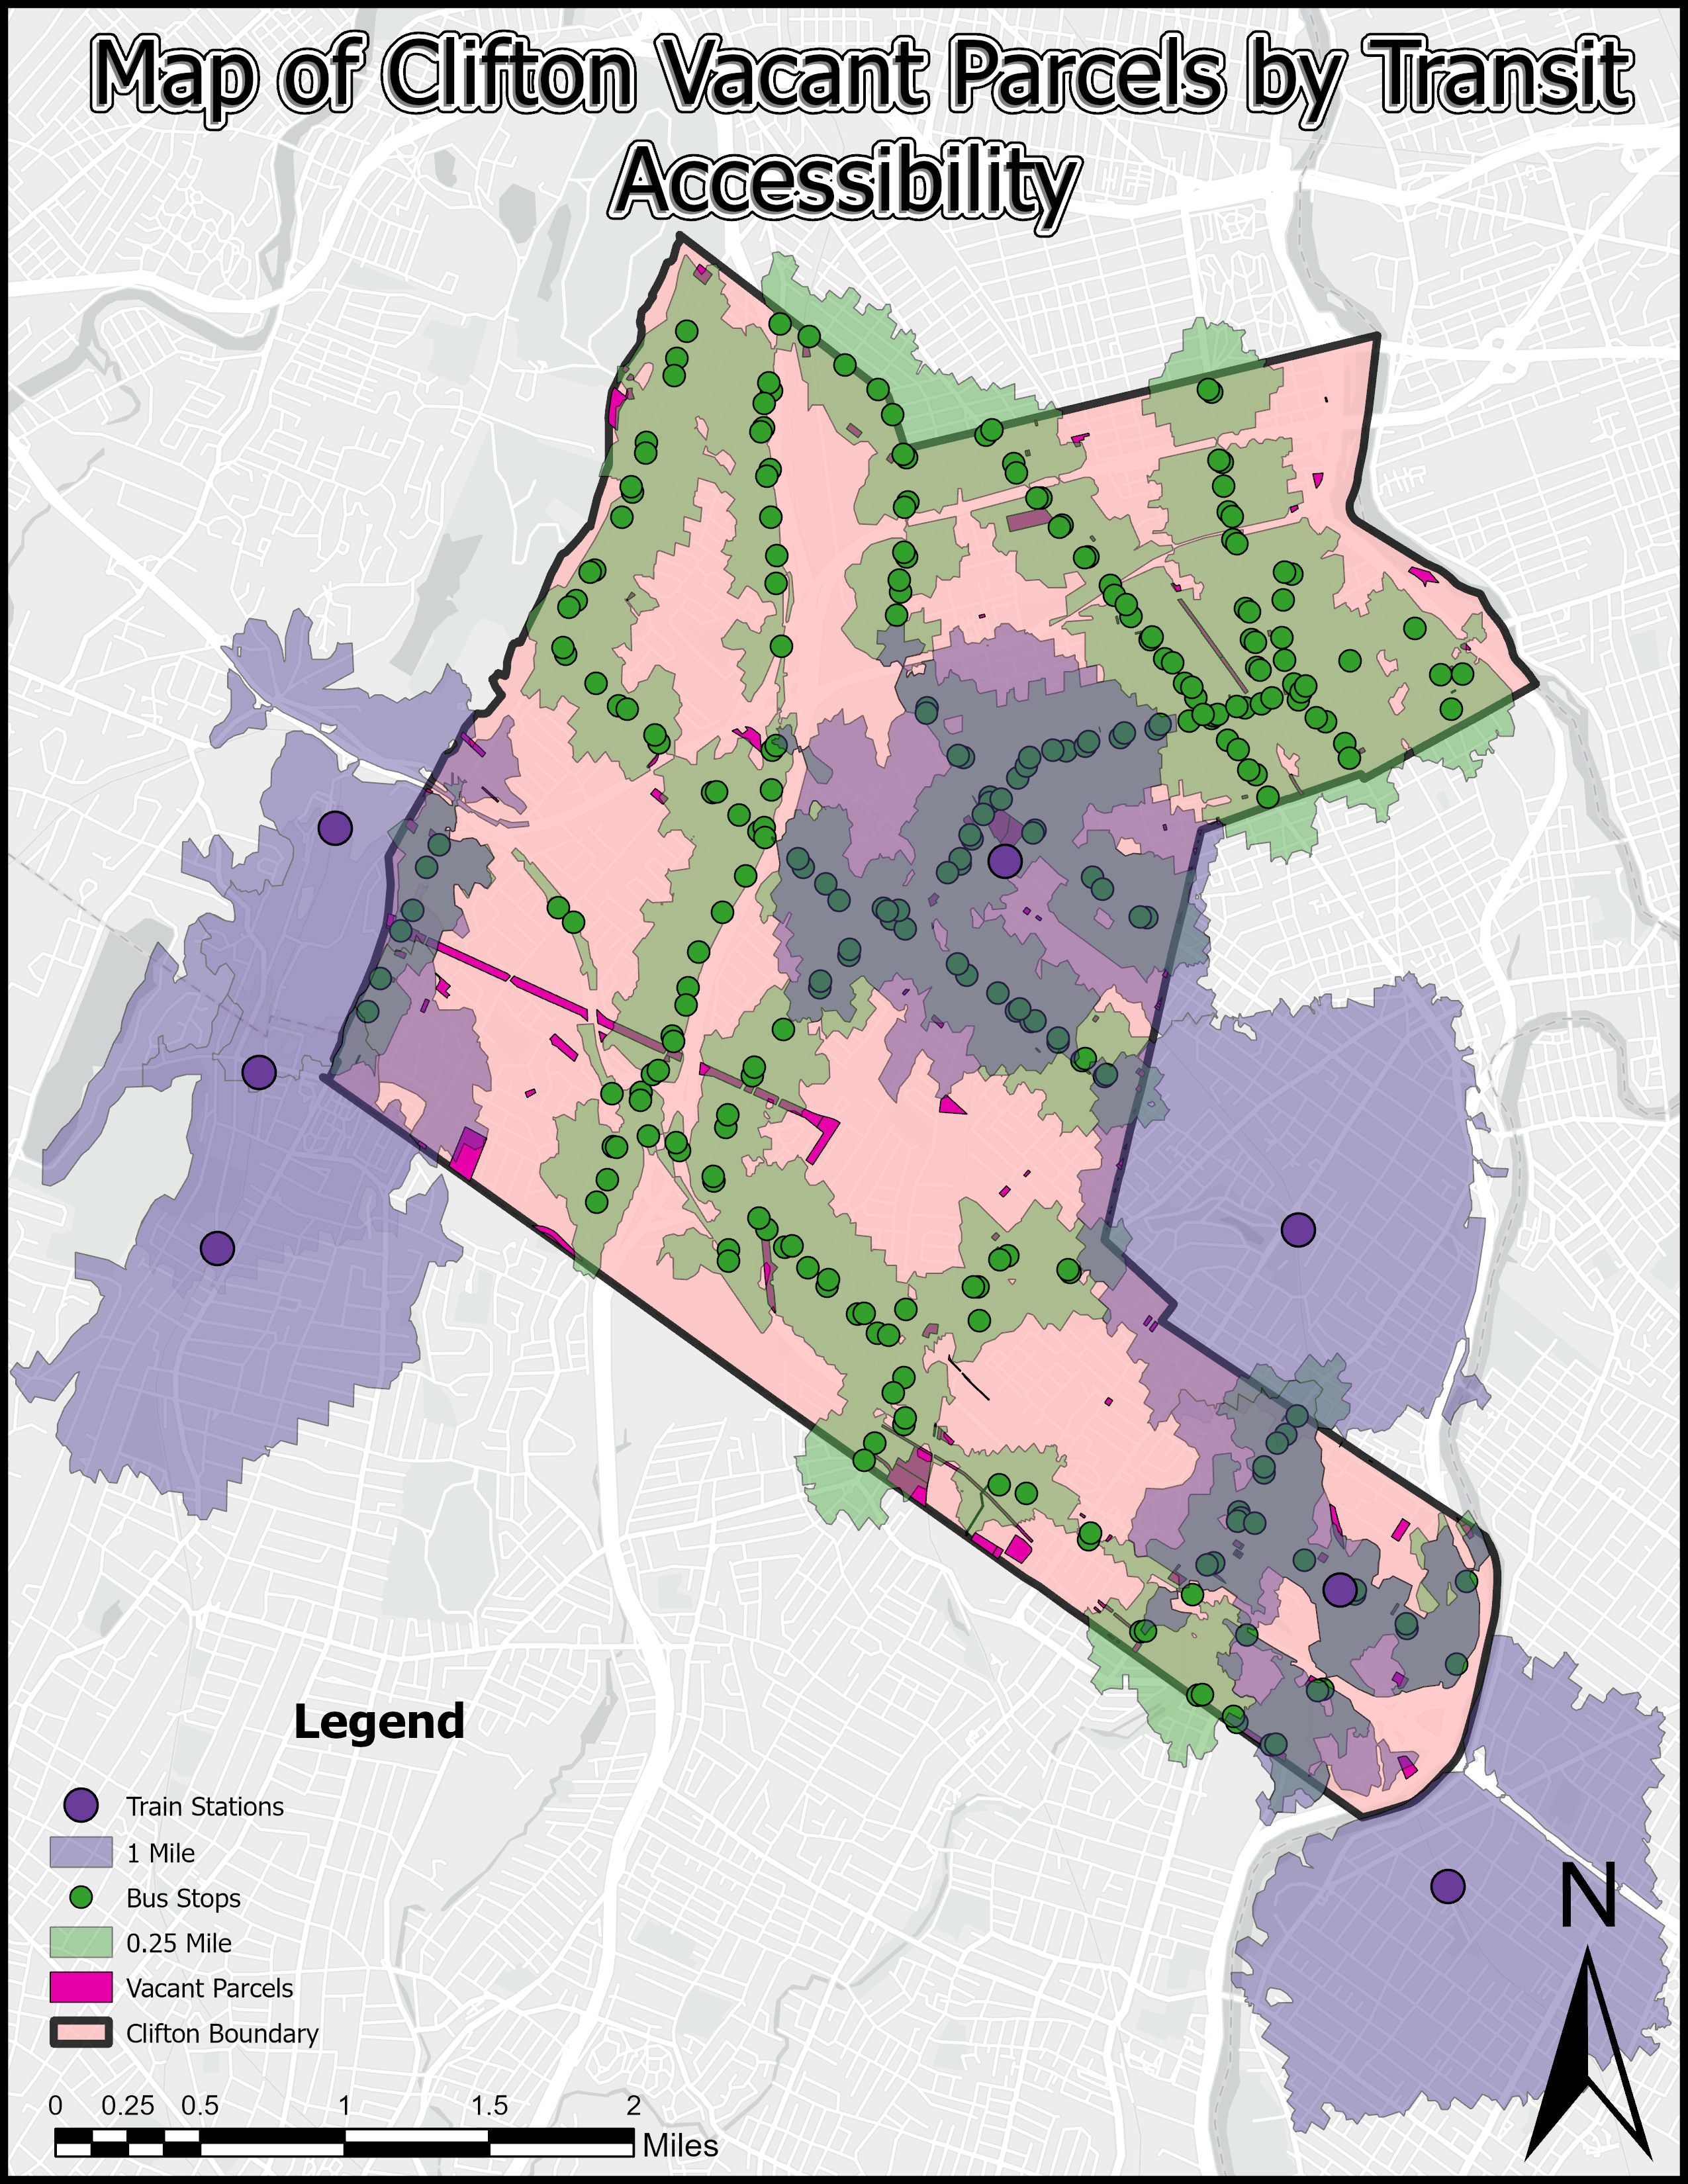 Map of Clifton Vacant Parcels by Transit
Accessibility
Legend
Train Stations
1 Mile
Bus Stops
0.25 Mile
Vacant Parcels
Clifton Boundary
0 0.25 0.5 1 1.5 2
Miles
N